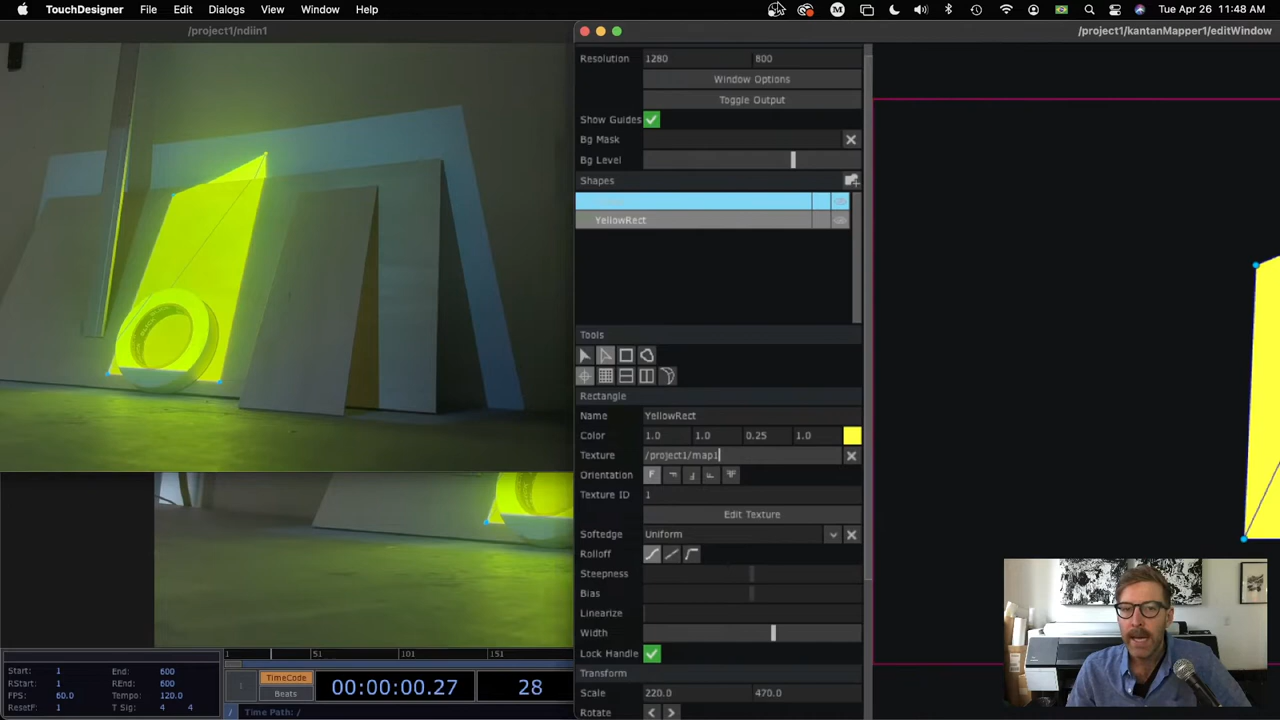 TouchDesigner File Edit Dialogs View Window Help Tue Apr 26 11:48 AM
/project1/ndiin1
/project1/kantanMapper1/editWindow
Resolution 1280 800
Window Options
Toggle Output
Show Guides
Bg Mask
Bg Level
Shapes
YellowRect
Tools
Rectangle
Name YellowRect
Color 1.0 1.0 0.25 1.0
Texture /project1/map1
Orientation
Texture ID 1
Edit Texture
Softedge Uniform
Rolloff
Steepness
Bias
Linearize
Width
Lock Handle
Transform
Scale 220.0 470.0
Rotate
1 51 101 151
Start: 1 End: 600
RStart: 1 REnd: 600
FPS: 60.0 Tempo: 120.0
ResetF: 1 T Sig: 4 4
TimeCode
Beats
00:00:00.27 28
/ Time Path: /